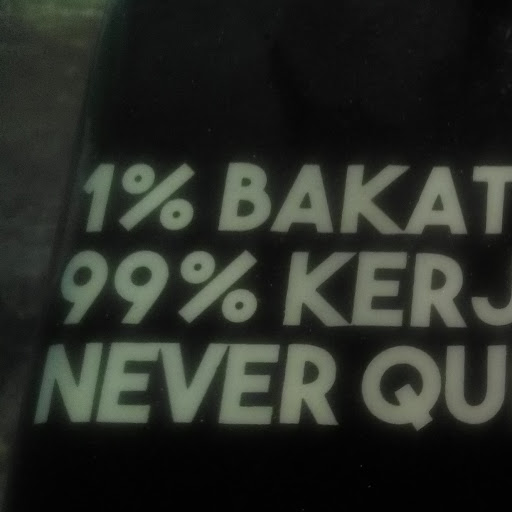 1% BAKAT
99% KERJ
NEVER QU